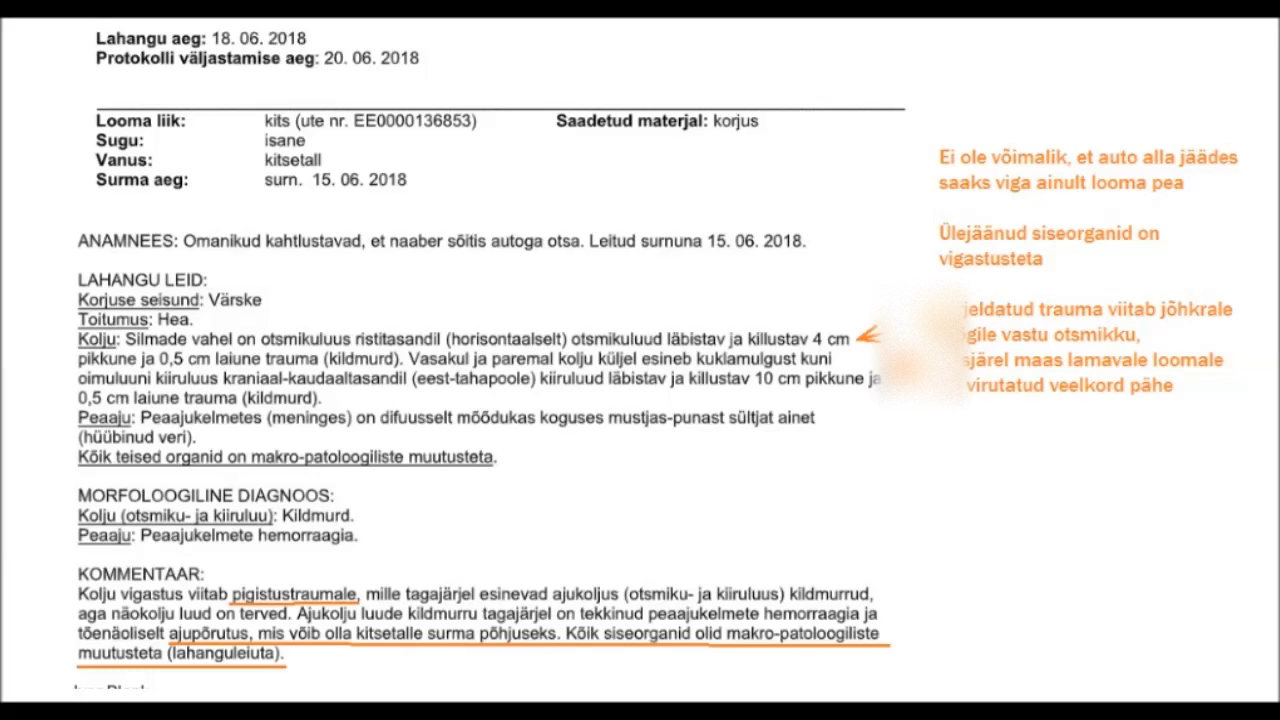 Lahangu aeg: 18. 06. 2018
Protokolli väljastamise aeg: 20. 06. 2018
Looma liik: kits (ute nr. EE0000136853) Saadetud materjal: korjus
Sugu: isane
Vanus: kitsetall
Surma aeg: surn. 15. 06. 2018
ANAMNEES: Omanikud kahtlustavad, et naaber sõitis autoga otsa. Leitud surnuna 15. 06. 2018.
LAHANGU LEID:
Korjuse seisund: Värske
Toitumus: Hea.
Kolju: Silmade vahel on otsmikuluus ristitasandil (horisontaalselt) otsmikuluud läbistav ja killustav 4 cm
pikkune ja 0,5 cm laiune trauma (kildmurd). Vasakul ja paremal kolju küljel esineb kuklamulgust kuni
oimuluuni kiiruluus kraniaal-kaudaaltasandil (eest-tahapoole) kiiruluud läbistav ja killustav 10 cm pikkune ja
0,5 cm laiune trauma (kildmurd).
Peaaju: Peaajukelmetes (meninges) on difuusselt mõõdukas koguses mustjas-punast sültjat ainet
(hüübinud veri).
Kõik teised organid on makro-patoloogiliste muutusteta.
MORFOLOOGILINE DIAGNOOS:
Kolju (otsmiku- ja kiiruluu): Kildmurd.
Peaaju: Peaajukelmete hemorraagia.
KOMMENTAAR:
Kolju vigastus viitab pigistustraumale, mille tagajärjel esinevad ajukoljus (otsmiku- ja kiiruluus) kildmurrud,
aga näokolju luud on terved. Ajukolju luude kildmurru tagajärjel on tekkinud peaajukelmete hemorraagia ja
tõenäoliselt ajupõrutus, mis võib olla kitsetalle surma põhjuseks. Kõik siseorganid olid makro-patoloogiliste
muutusteta (lahanguleiuta).
Ei ole võimalik, et auto alla jäädes
saaks viga ainult looma pea
Ülejäänud siseorganid on
vigastusteta
jeldatud trauma viitab jõhkrale
ogile vastu otsmikku,
sjärel maas lamavale loomale
virutatud veelkord pähe